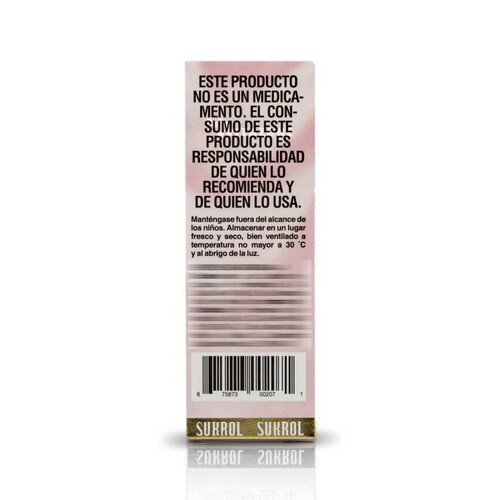 ESTE PRODUCTO
NO ES UN MEDICA-
MENTO. EL CON-
SUMO DE ESTE
PRODUCTO ES
RESPONSABILIDAD
DE QUIEN LO
RECOMIENDA Y
DE QUIEN LO USA.
Manténgase fuera del alcance de
los niños. Almacenar en un lugar
fresco y seco, bien ventilado a
temperatura no mayor a 30 °C
y al abrigo de la luz.
6 75873 00207 1
SUKROL SUKROL